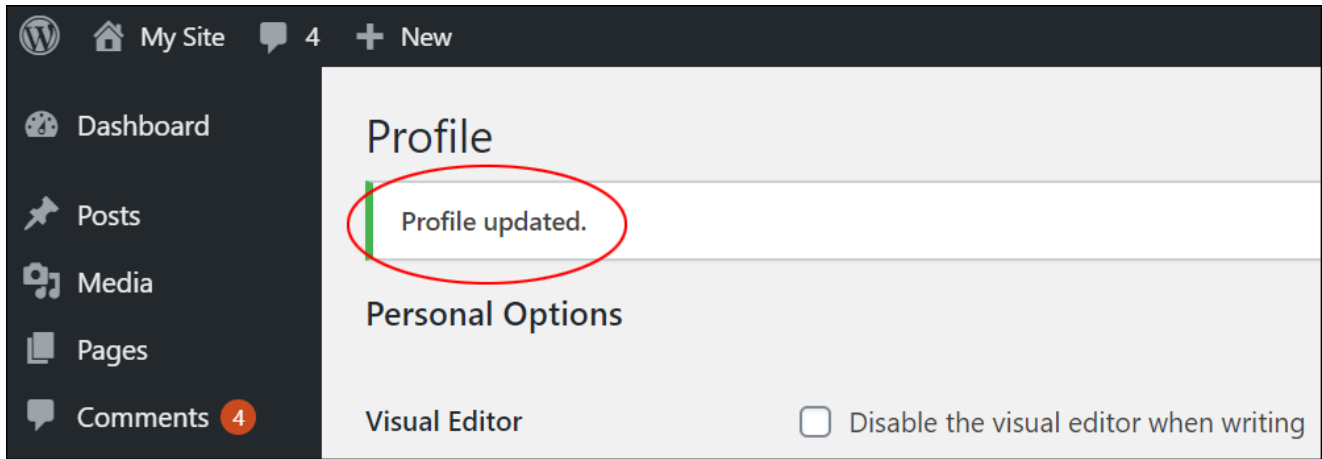 My Site 4 New
Dashboard
Posts
Media
Pages
Comments 4
Profile
Profile updated.
Personal Options
Visual Editor Disable the visual editor when writing